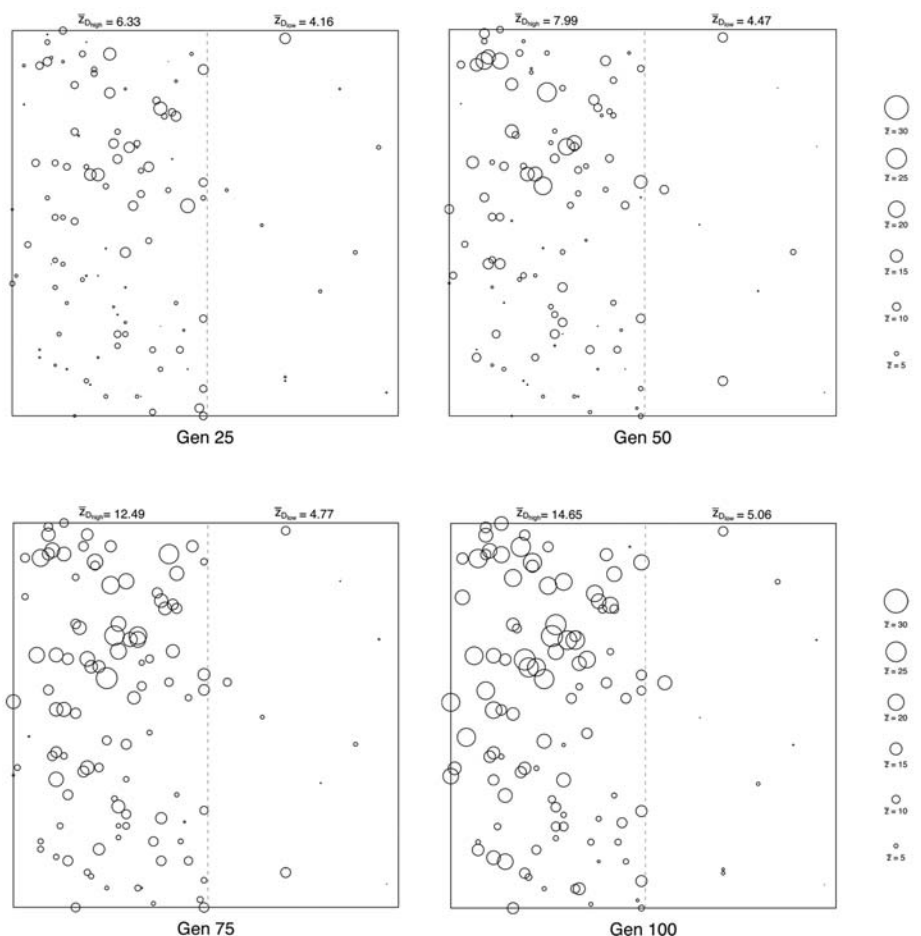 z̅D_high = 6.33 z̅D_low = 4.16
z̅D_high = 7.99 z̅D_low = 4.47
z̅ = 30
z̅ = 25
z̅ = 20
z̅ = 15
z̅ = 10
z̅ = 5
Gen 25
Gen 50
z̅D_high = 12.49 z̅D_low = 4.77
z̅D_high = 14.65 z̅D_low = 5.06
z̅ = 30
z̅ = 25
z̅ = 20
z̅ = 15
z̅ = 10
z̅ = 5
Gen 75
Gen 100